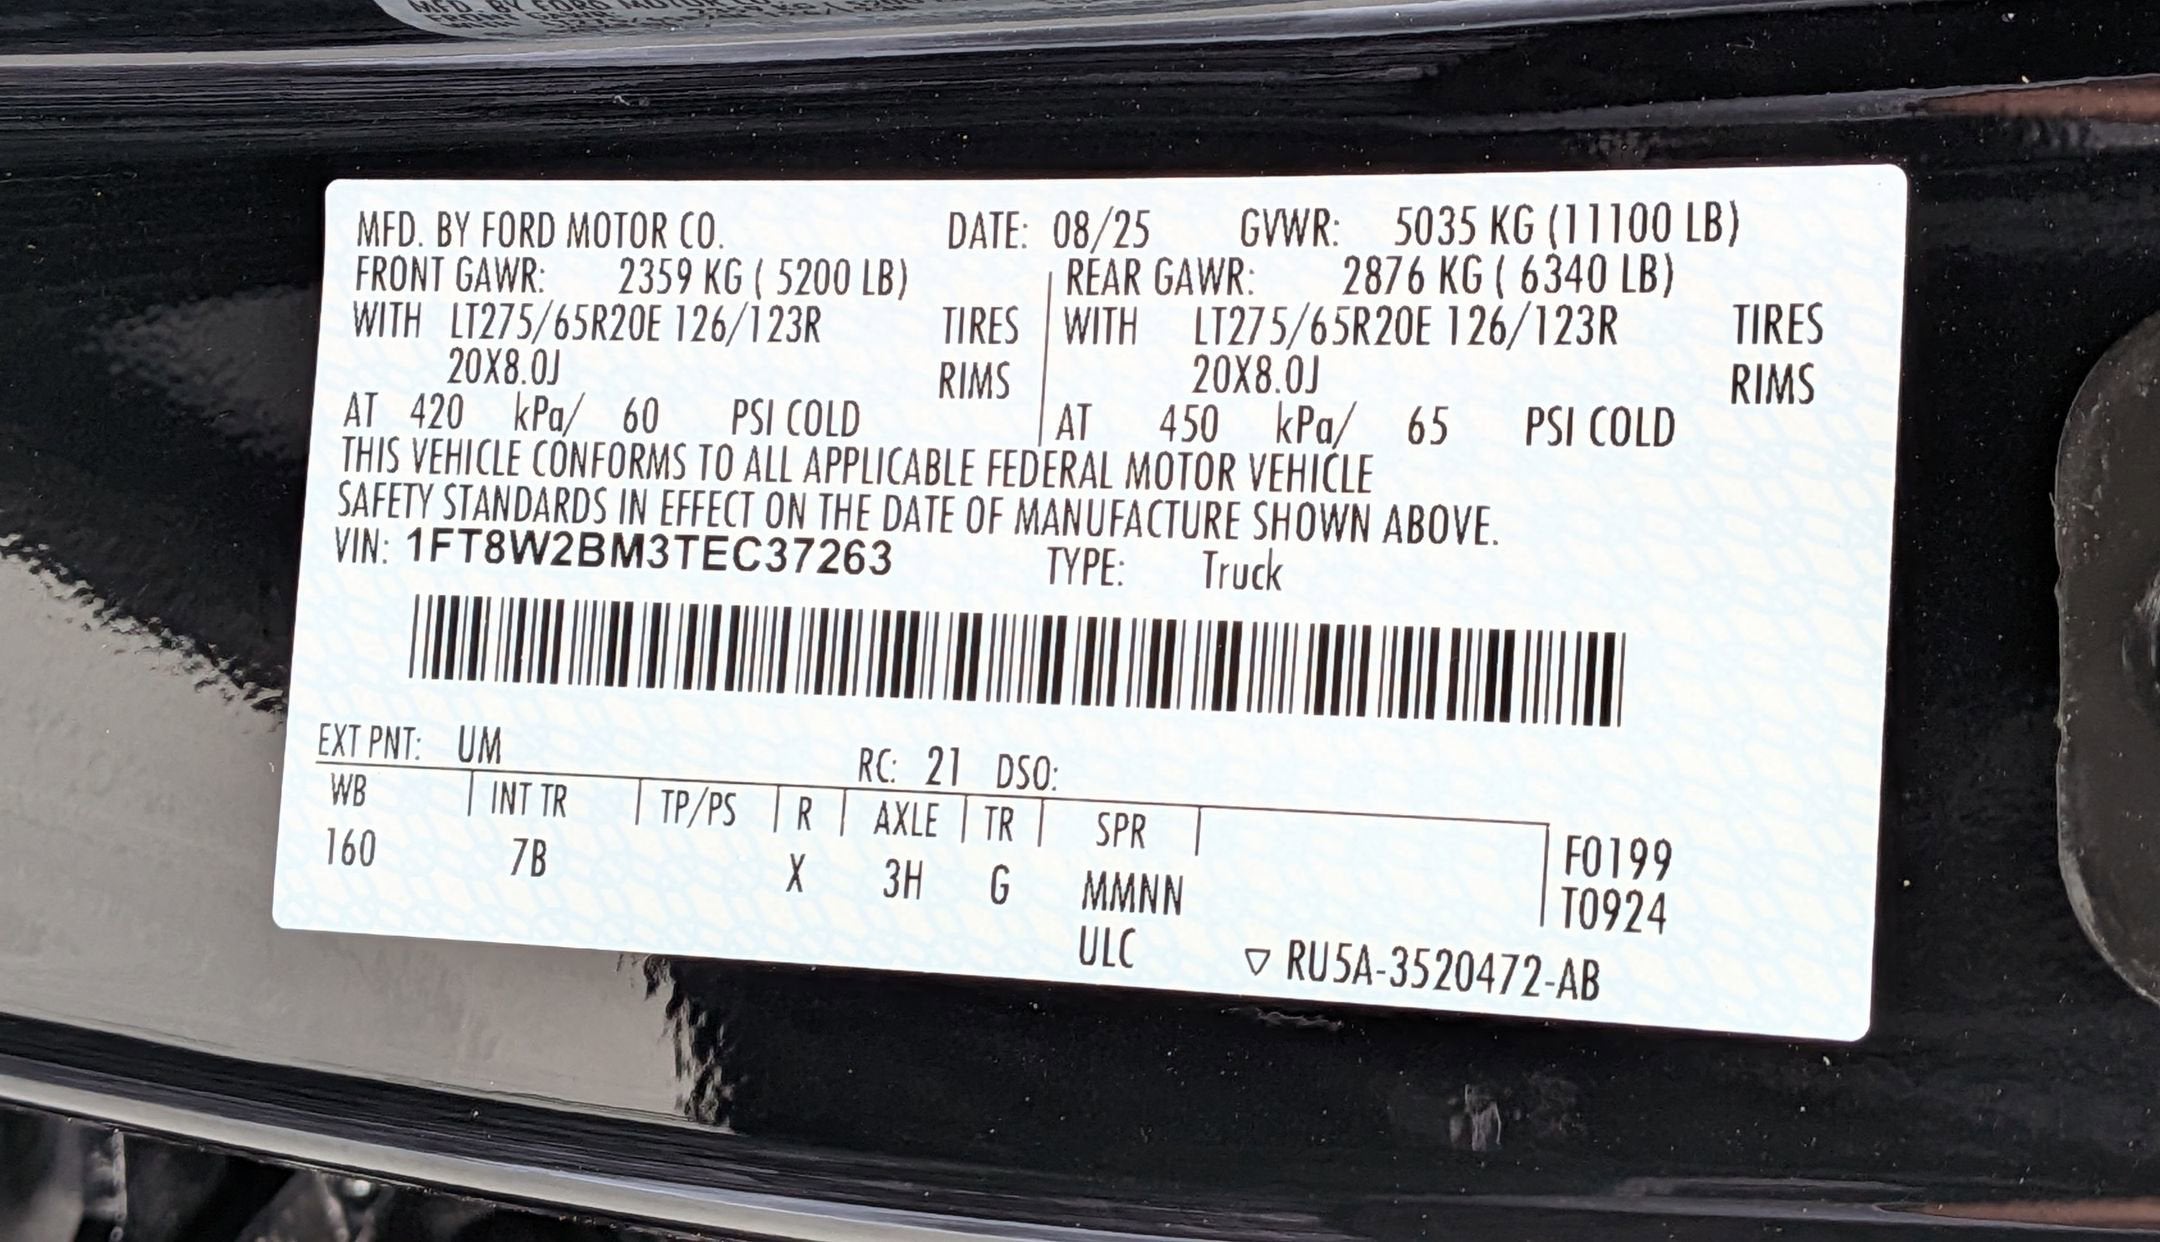 MFD. BY FORD MOTOR CO.
MFD. BY FORD MOTOR CO. DATE: 08/25 GVWR: 5035 KG (11100 LB)
FRONT GAWR: 2359 KG ( 5200 LB) REAR GAWR: 2876 KG ( 6340 LB)
WITH LT275/65R20E 126/123R TIRES WITH LT275/65R20E 126/123R TIRES
20X8.0J RIMS 20X8.0J RIMS
AT 420 kPa/ 60 PSI COLD AT 450 kPa/ 65 PSI COLD
THIS VEHICLE CONFORMS TO ALL APPLICABLE FEDERAL MOTOR VEHICLE
SAFETY STANDARDS IN EFFECT ON THE DATE OF MANUFACTURE SHOWN ABOVE.
VIN: 1FT8W2BM3TEC37263 TYPE: Truck
EXT PNT: UM RC: 21 DSO:
WB INT TR TP/PS R AXLE TR SPR
160 7B X 3H G MMNN F0199
ULC T0924
▽ RU5A-3520472-AB